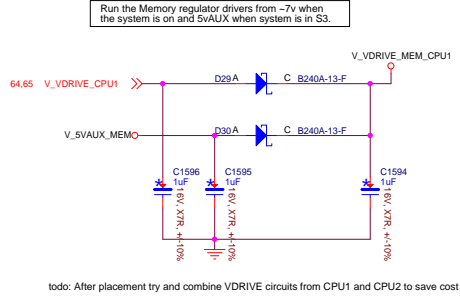 Run the Memory regulator drivers from ~7v when
the system is on and 5vAUX when system is in S3.
V_VDRIVE_MEM_CPU1
64,65 V_VDRIVE_CPU1
D29 A C B240A-13-F
V_5VAUX_MEM
D30 A C B240A-13-F
C1596
1uF
16V, X7R, +/-10%
C1595
1uF
16V, X7R, +/-10%
C1594
1uF
16V, X7R, +/-10%
todo: After placement try and combine VDRIVE circuits from CPU1 and CPU2 to save cost